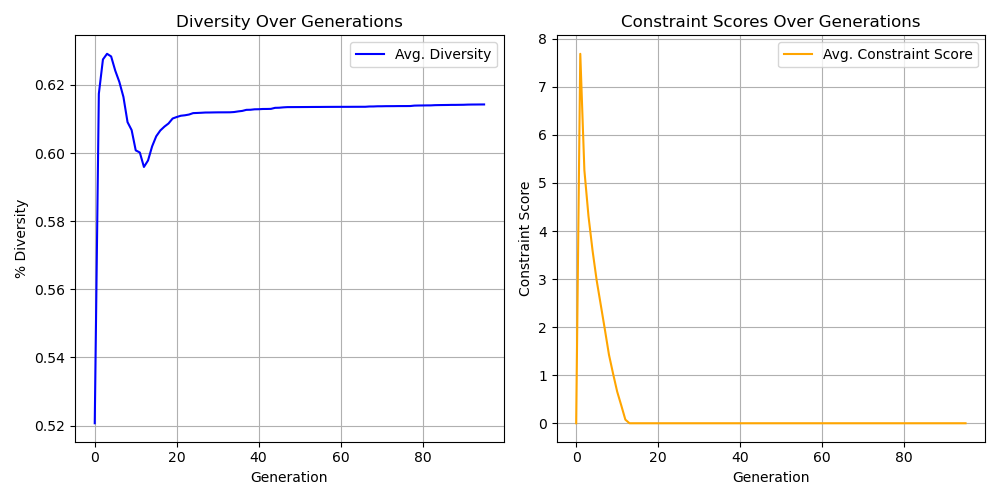 Diversity Over Generations
Avg. Diversity
% Diversity
0.62
0.60
0.58
0.56
0.54
0.52
0 20 40 60 80
Generation
Constraint Scores Over Generations
Avg. Constraint Score
Constraint Score
8
7
6
5
4
3
2
1
0
0 20 40 60 80
Generation